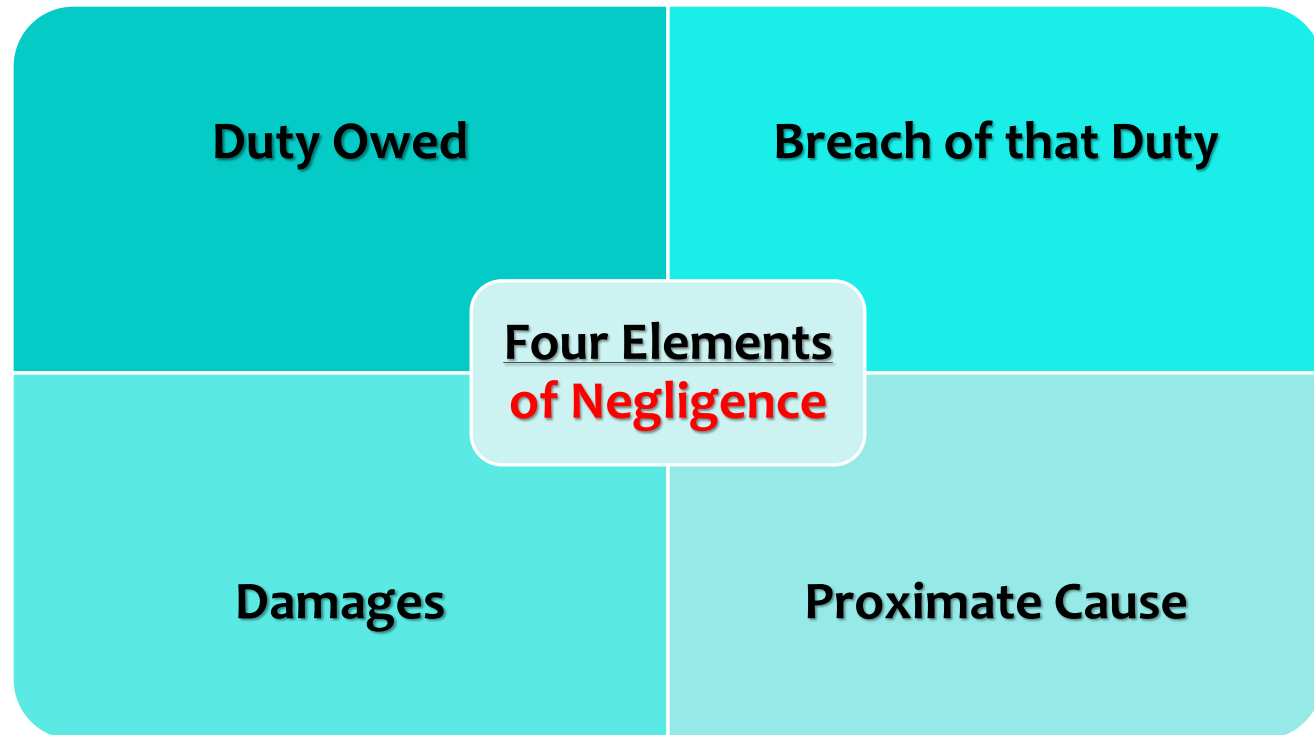 Duty Owed
Breach of that Duty
Four Elements
of Negligence
Damages
Proximate Cause